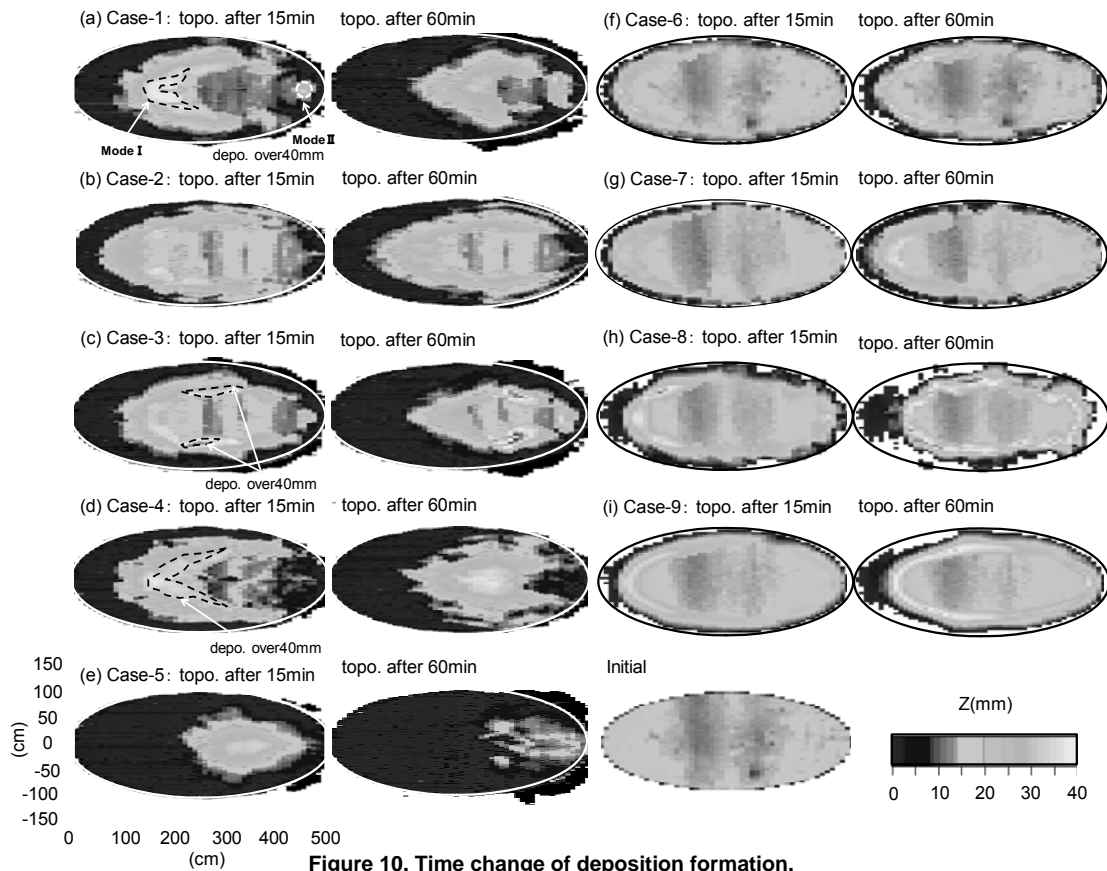 (a) Case-1: topo. after 15min
topo. after 60min
(f) Case-6: topo. after 15min
topo. after 60min
Mode I
Mode II
depo. over40mm
(b) Case-2: topo. after 15min
topo. after 60min
(g) Case-7: topo. after 15min
topo. after 60min
(c) Case-3: topo. after 15min
topo. after 60min
(h) Case-8: topo. after 15min
topo. after 60min
depo. over40mm
(d) Case-4: topo. after 15min
topo. after 60min
(i) Case-9: topo. after 15min
topo. after 60min
depo. over40mm
(e) Case-5: topo. after 15min
topo. after 60min
Initial
150
100
50
0
-50
-100
-150
(cm)
0 100 200 300 400 500
(cm)
Z(mm)
0 10 20 30 40
Figure 10. Time change of deposition formation.